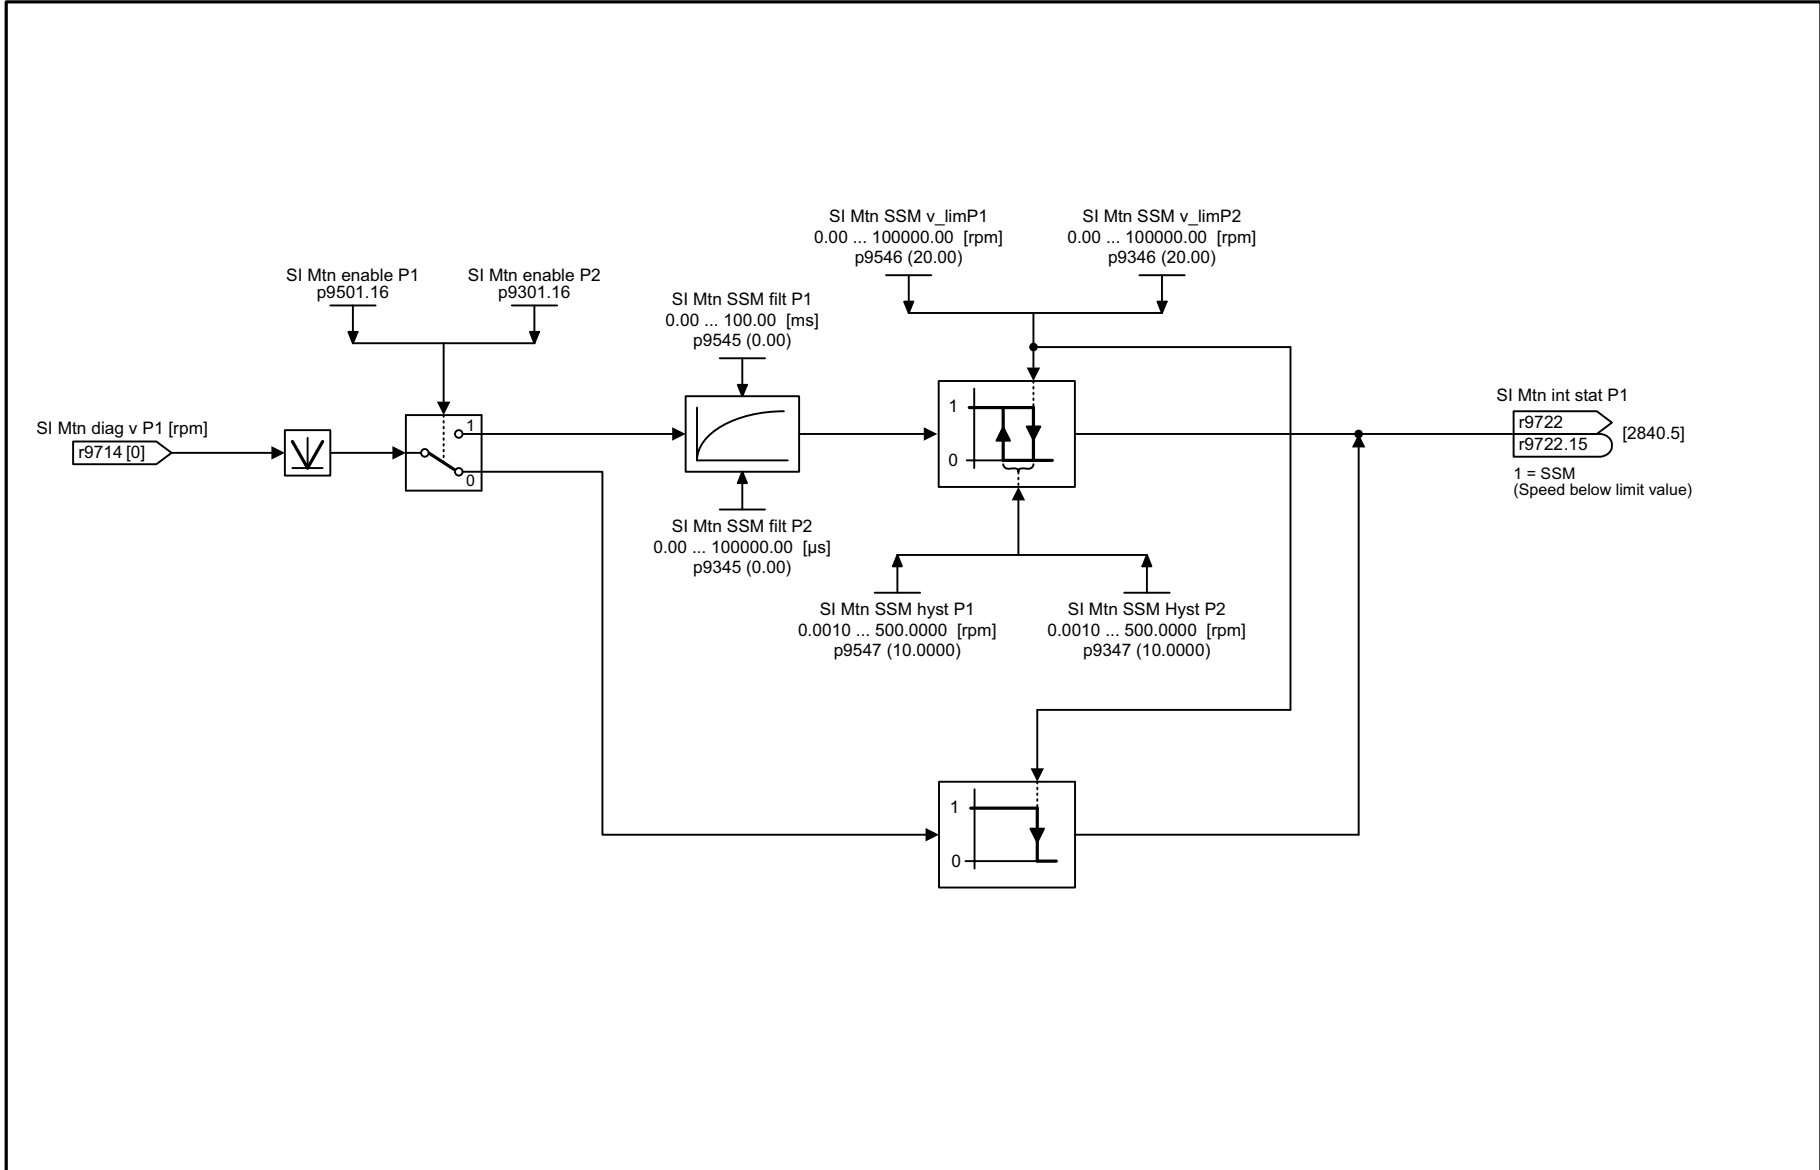 SI Mtn SSM v_limP1
0.00 ... 100000.00 [rpm]
p9546 (20.00)
SI Mtn SSM v_limP2
0.00 ... 100000.00 [rpm]
p9346 (20.00)
SI Mtn enable P1
p9501.16
SI Mtn enable P2
p9301.16
SI Mtn SSM filt P1
0.00 ... 100.00 [ms]
p9545 (0.00)
SI Mtn diag v P1 [rpm]
r9714 [0]
1
0
1
0
SI Mtn int stat P1
r9722
r9722.15
[2840.5]
1 = SSM
(Speed below limit value)
SI Mtn SSM filt P2
0.00 ... 100000.00 [µs]
p9345 (0.00)
SI Mtn SSM hyst P1
0.0010 ... 500.0000 [rpm]
p9547 (10.0000)
SI Mtn SSM Hyst P2
0.0010 ... 500.0000 [rpm]
p9347 (10.0000)
1
0